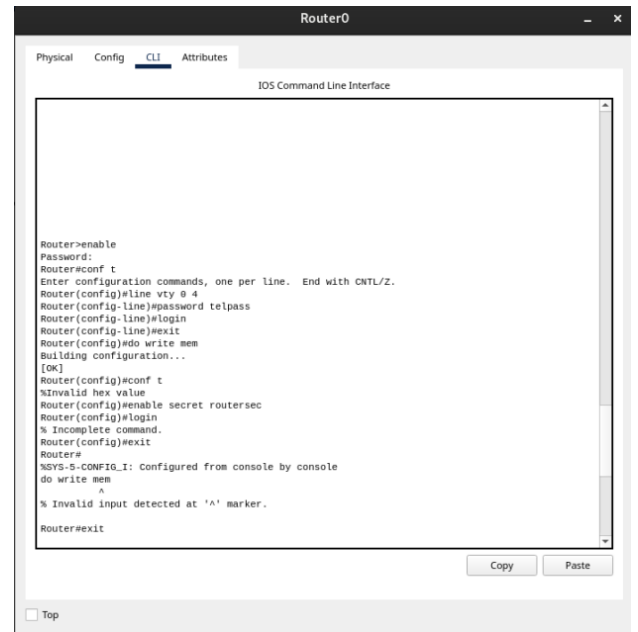 Router0
Physical Config CLI Attributes
IOS Command Line Interface
Router>enable
Password:
Router#conf t
Enter configuration commands, one per line.  End with CNTL/Z.
Router(config)#line vty 0 4
Router(config-line)#password telpass
Router(config-line)#login
Router(config-line)#exit
Router(config)#do write mem
Building configuration...
[OK]
Router(config)#conf t
%Invalid hex value
Router(config)#enable secret routersec
Router(config)#login
% Incomplete command.
Router(config)#exit
Router#
%SYS-5-CONFIG_I: Configured from console by console
do write mem
^
% Invalid input detected at '^' marker.
Router#exit
Copy Paste
Top